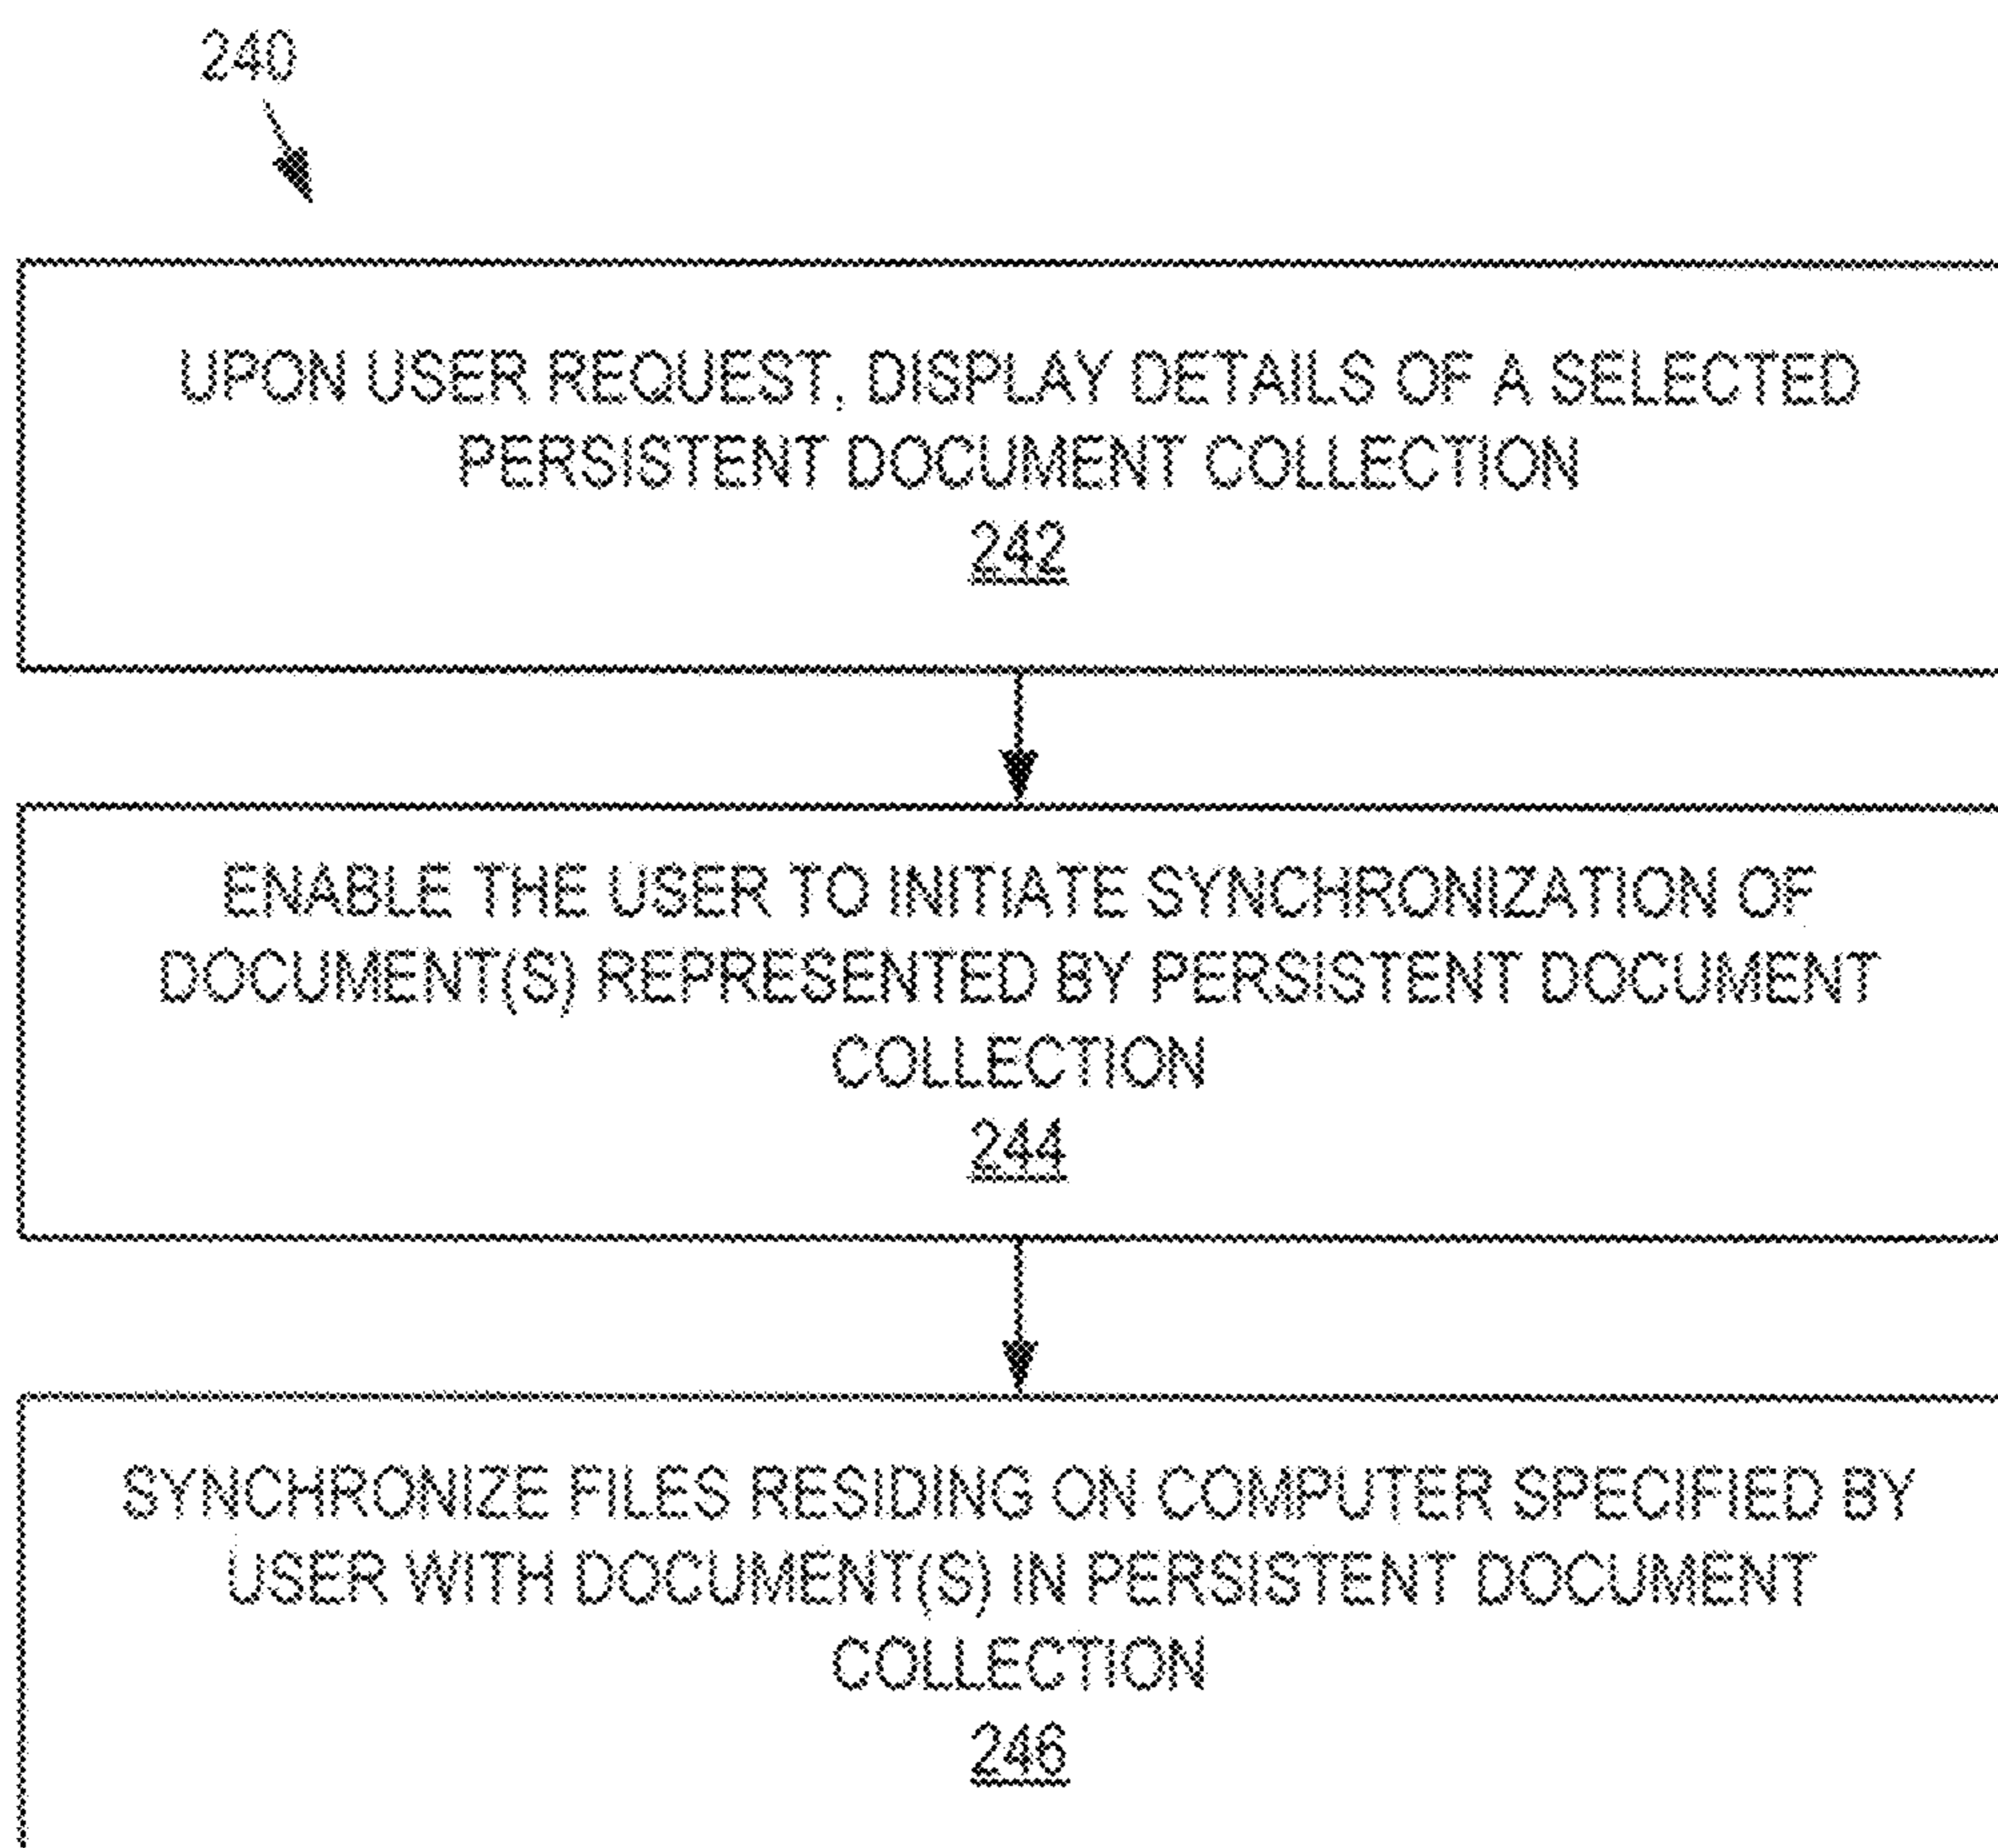 240
UPON USER REQUEST, DISPLAY DETAILS OF A SELECTED
PERSISTENT DOCUMENT COLLECTION
242
ENABLE THE USER TO INITIATE SYNCHRONIZATION OF
DOCUMENT(S) REPRESENTED BY PERSISTENT DOCUMENT
COLLECTION
244
SYNCHRONIZE FILES RESIDING ON COMPUTER SPECIFIED BY
USER WITH DOCUMENT(S) IN PERSISTENT DOCUMENT
COLLECTION
246